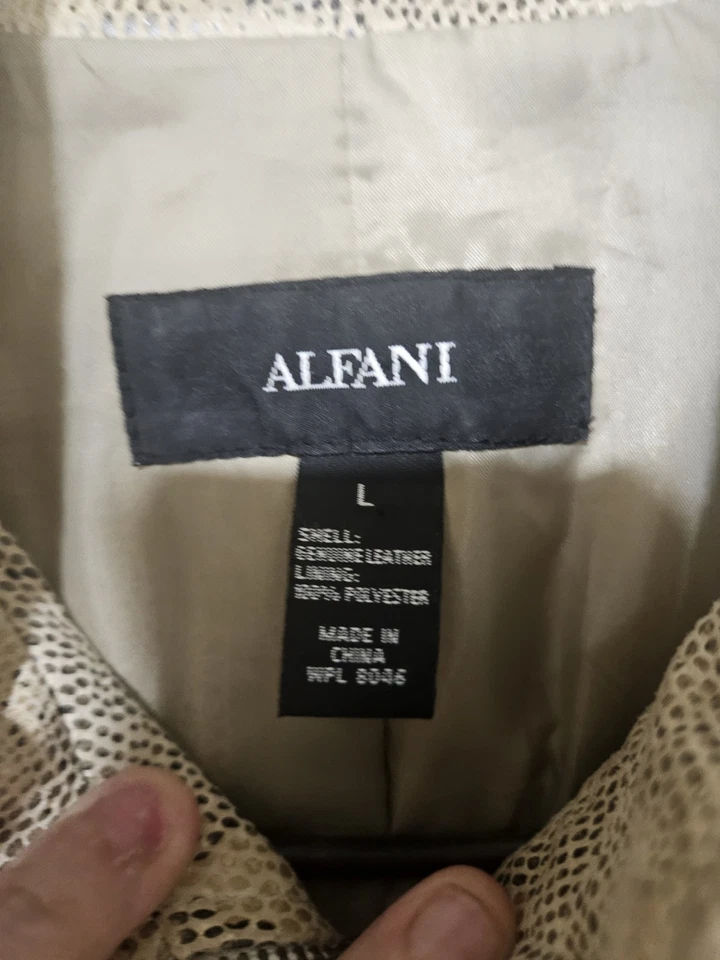 ALFANI
L
SHELL:
GENUINE LEATHER
LINING:
100% POLYESTER
MADE IN
CHINA
WPL 8046